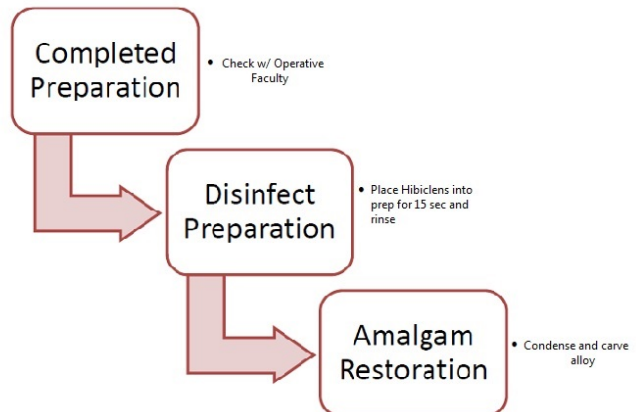 Completed
Preparation
• Check w/ Operative
Faculty
Disinfect
Preparation
• Place Hibiclens into
prep for 15 sec and
rinse
Amalgam
Restoration
• Condense and carve
alloy